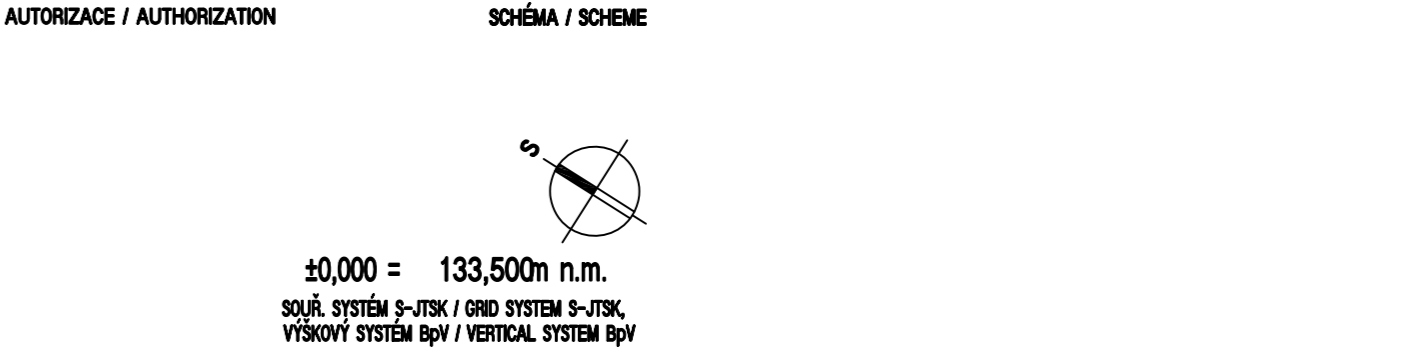 AUTORIZACE / AUTHORIZATION
SCHÉMA / SCHEME
S
±0,000 = 133,500m n.m.
SOUŘ. SYSTÉM S-JTSK / GRID SYSTEM S-JTSK,
VÝŠKOVÝ SYSTÉM BpV / VERTICAL SYSTEM BpV